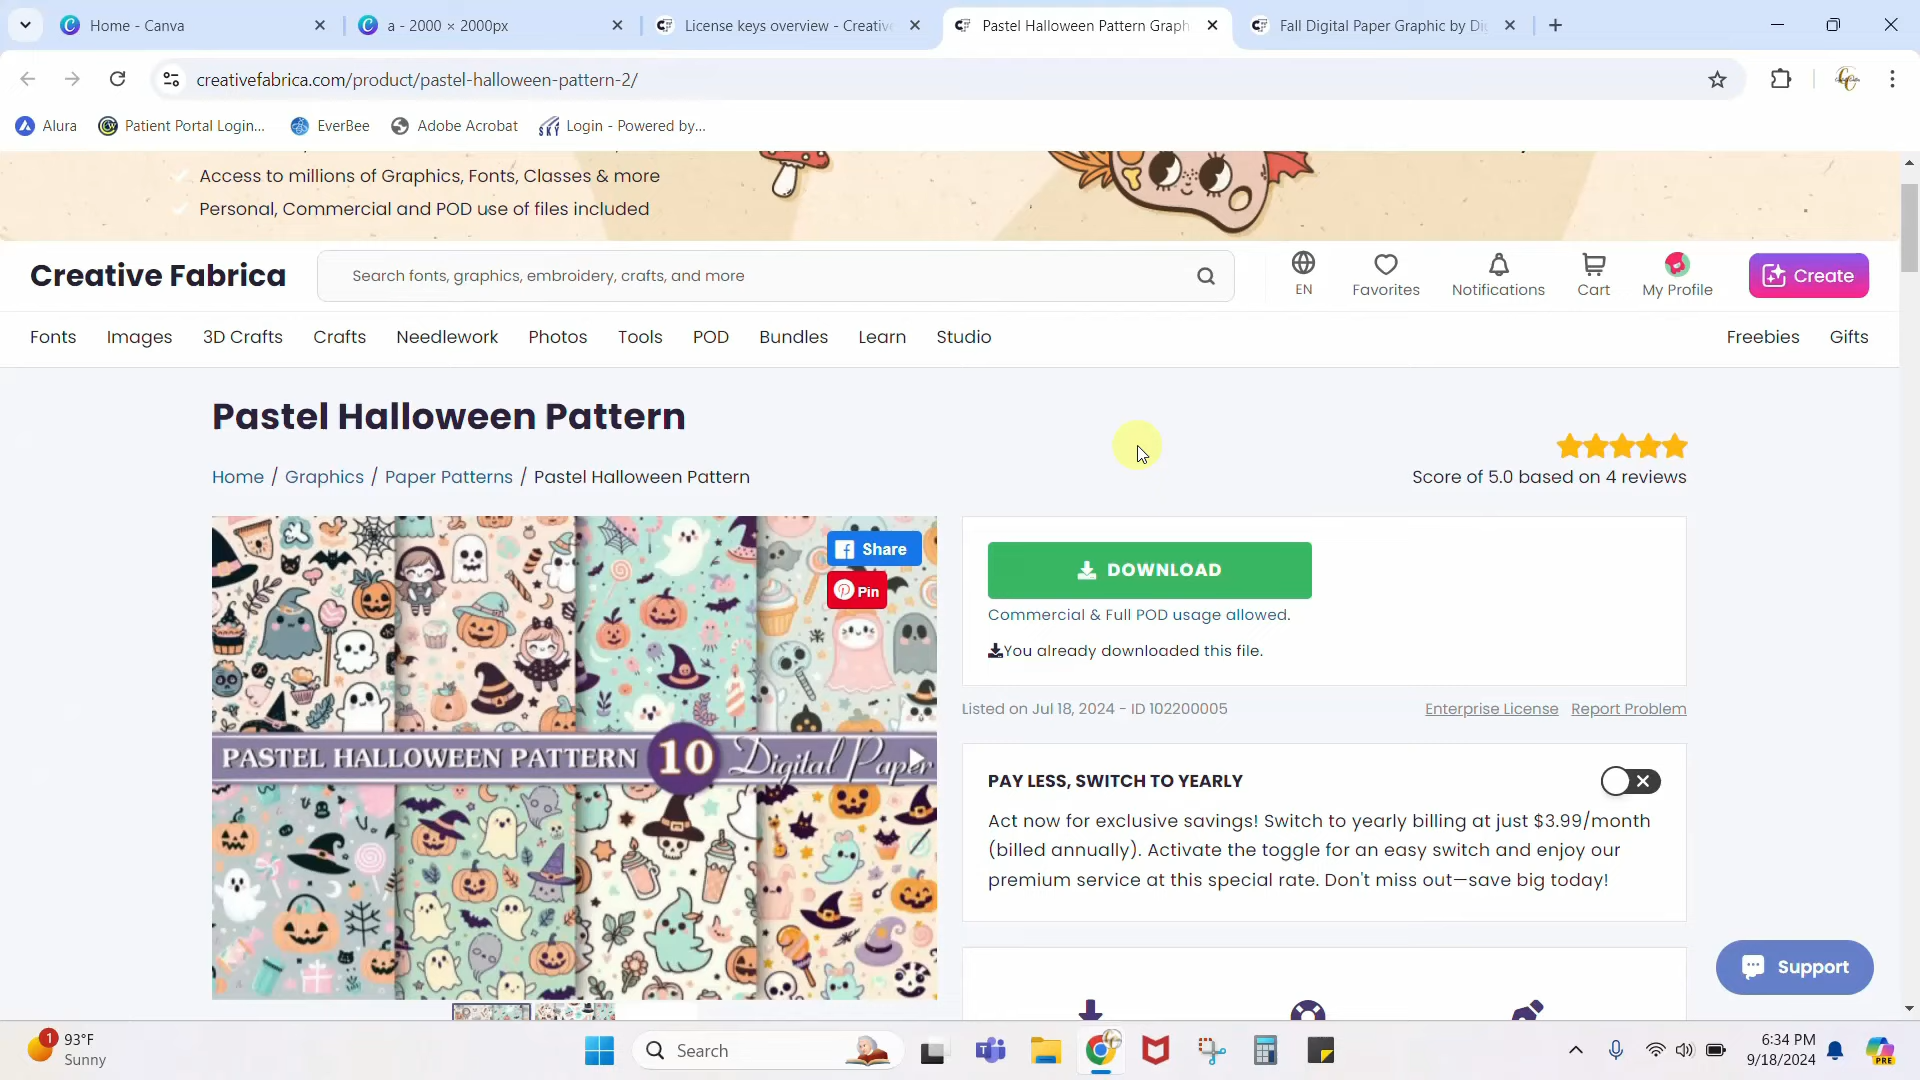 Home - Canva
a - 2000 × 2000px
License keys overview - Creative
Pastel Halloween Pattern Graph
Fall Digital Paper Graphic by Di
creativefabrica.com/product/pastel-halloween-pattern-2/
Alura
Patient Portal Login...
EverBee
Adobe Acrobat
Login - Powered by...
Access to millions of Graphics, Fonts, Classes & more
Personal, Commercial and POD use of files included
Creative Fabrica
Search fonts, graphics, embroidery, crafts, and more
EN
Favorites
Notifications
Cart
My Profile
Create
Fonts
Images
3D Crafts
Crafts
Needlework
Photos
Tools
POD
Bundles
Learn
Studio
Freebies
Gifts
Pastel Halloween Pattern
Home / Graphics / Paper Patterns / Pastel Halloween Pattern
Score of 5.0 based on 4 reviews
Share
Pin
PASTEL HALLOWEEN PATTERN 10 Digital Paper
DOWNLOAD
Commercial & Full POD usage allowed.
You already downloaded this file.
Listed on Jul 18, 2024 - ID 102200005
Enterprise License
Report Problem
PAY LESS, SWITCH TO YEARLY
Act now for exclusive savings! Switch to yearly billing at just $3.99/month
(billed annually). Activate the toggle for an easy switch and enjoy our
premium service at this special rate. Don't miss out—save big today!
Support
1
93°F
Sunny
Search
6:34 PM
9/18/2024
PRE